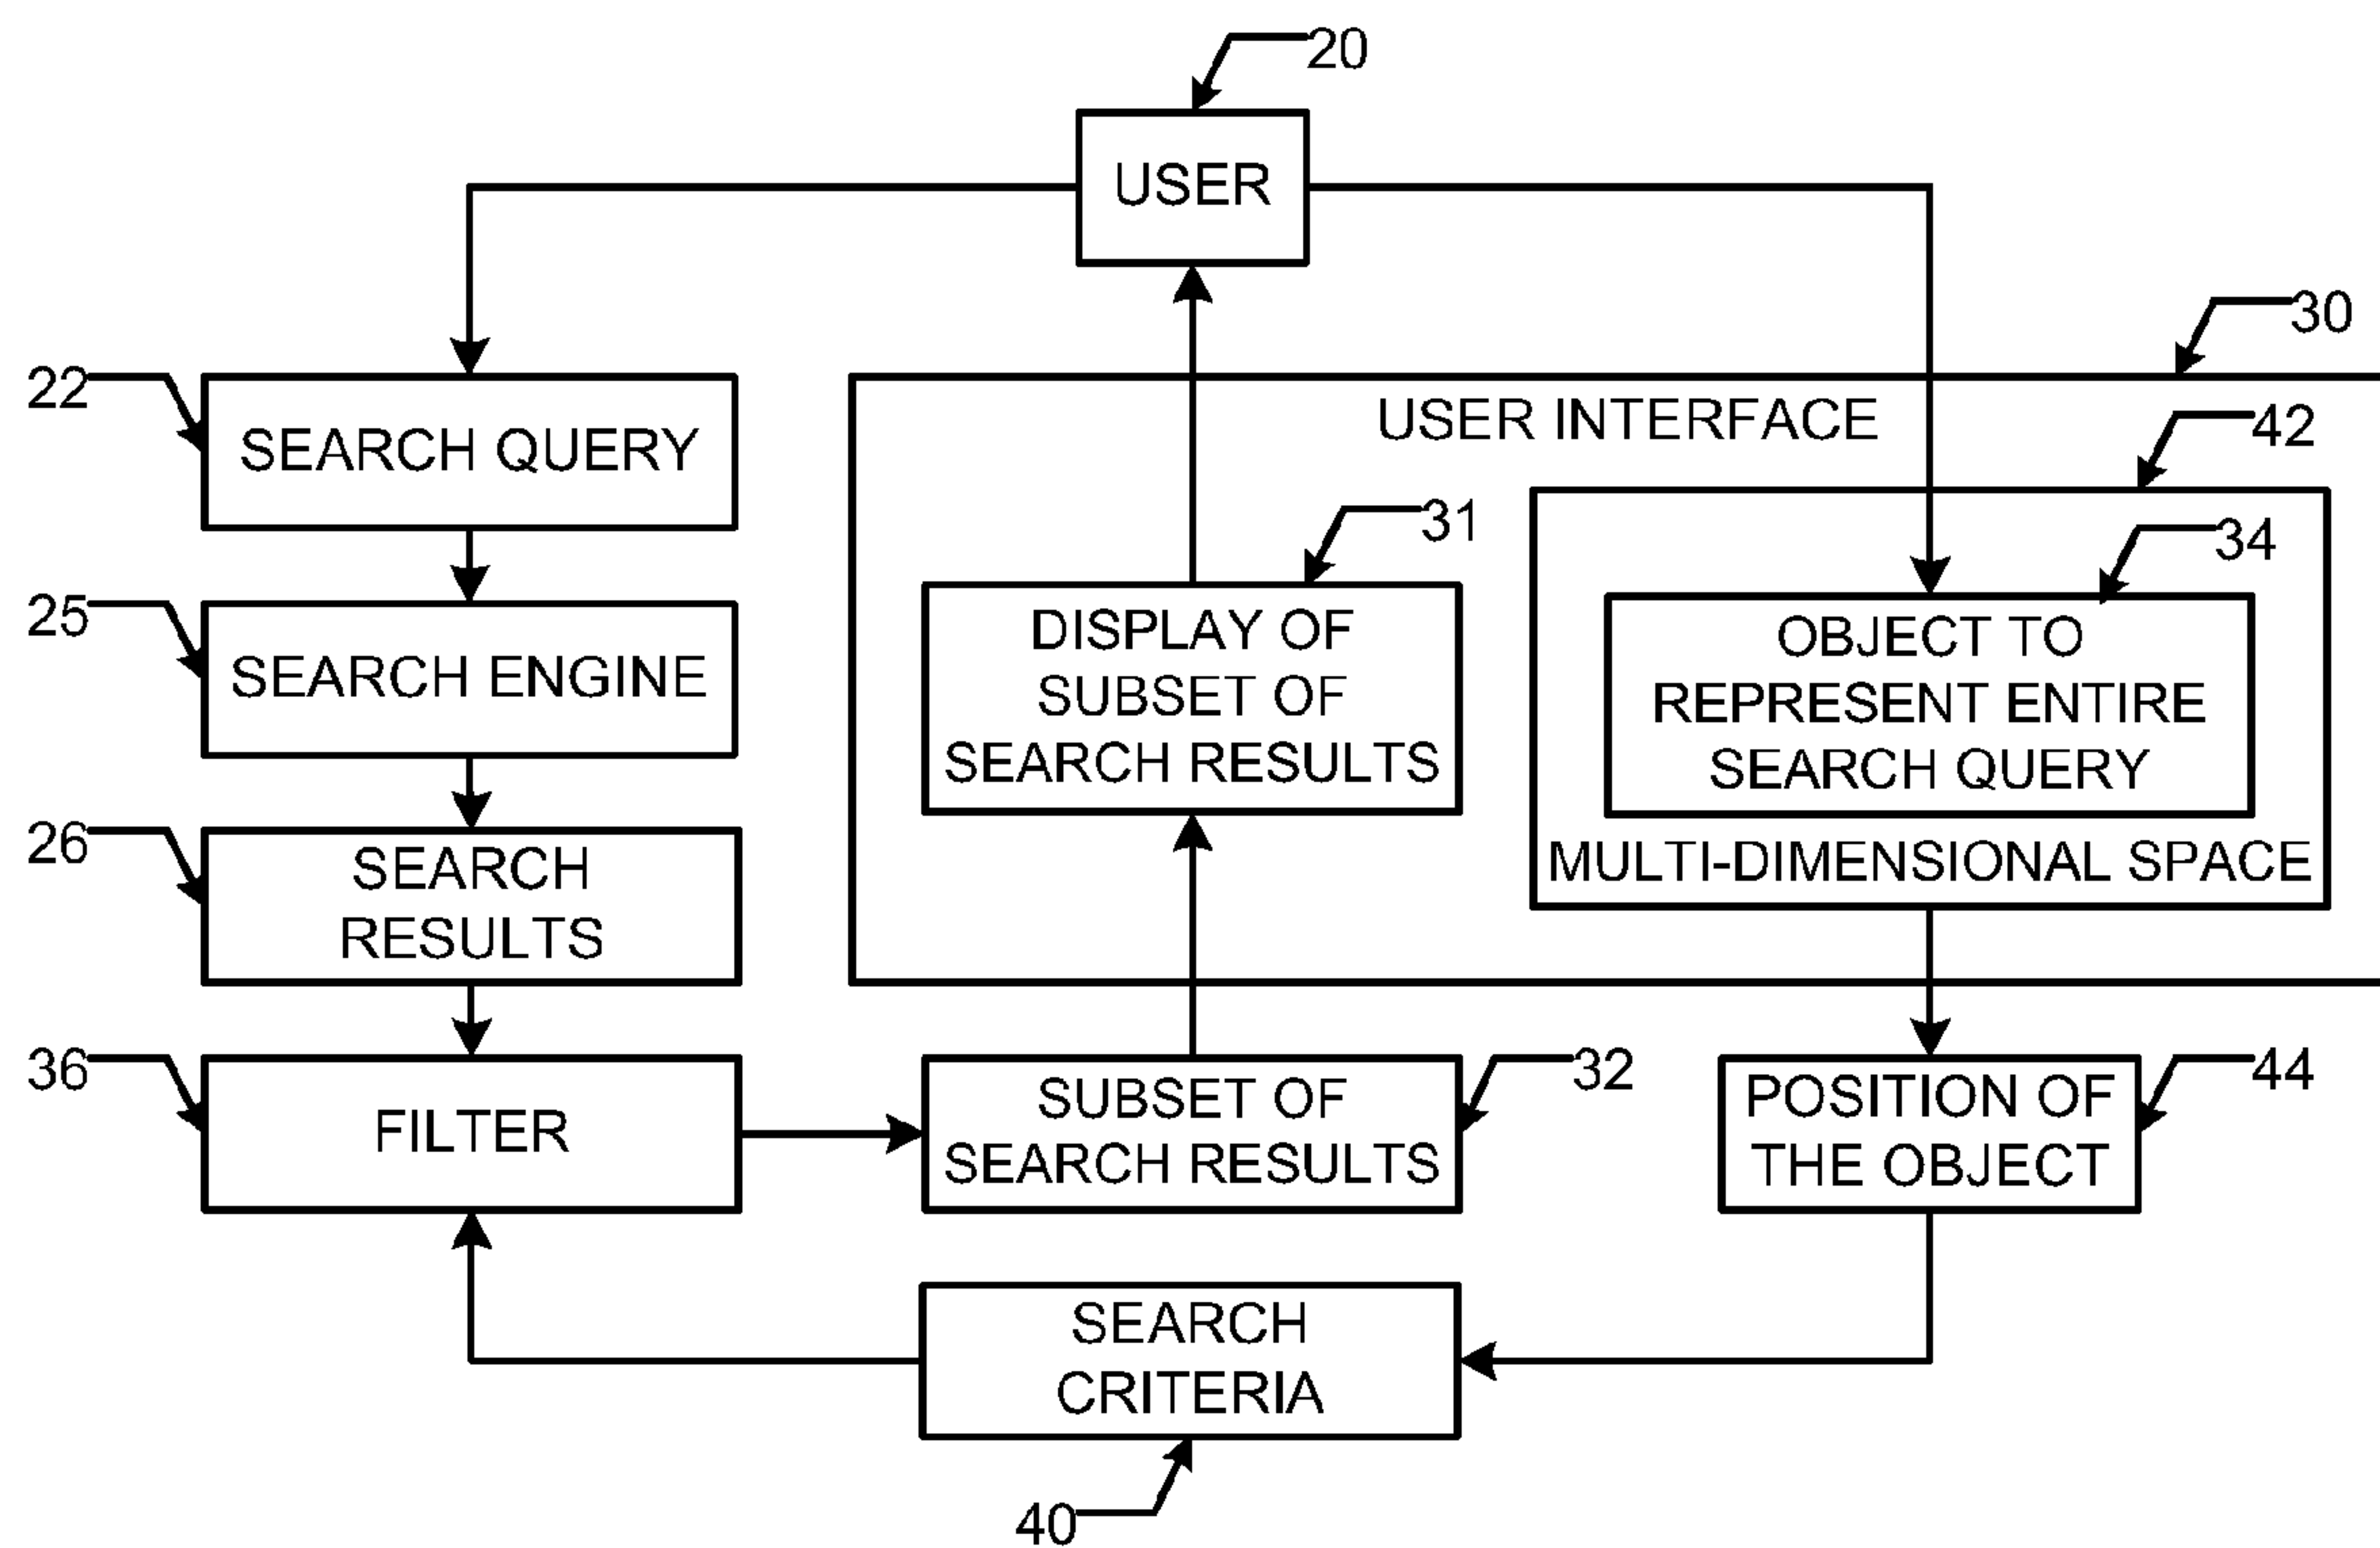 20
USER
30
22
USER INTERFACE
42
SEARCH QUERY
31
34
25
DISPLAY OF
SUBSET OF
SEARCH RESULTS
OBJECT TO
REPRESENT ENTIRE
SEARCH QUERY
SEARCH ENGINE
26
SEARCH
RESULTS
MULTI-DIMENSIONAL SPACE
36
FILTER
SUBSET OF
SEARCH RESULTS
32
POSITION OF
THE OBJECT
44
SEARCH
CRITERIA
40